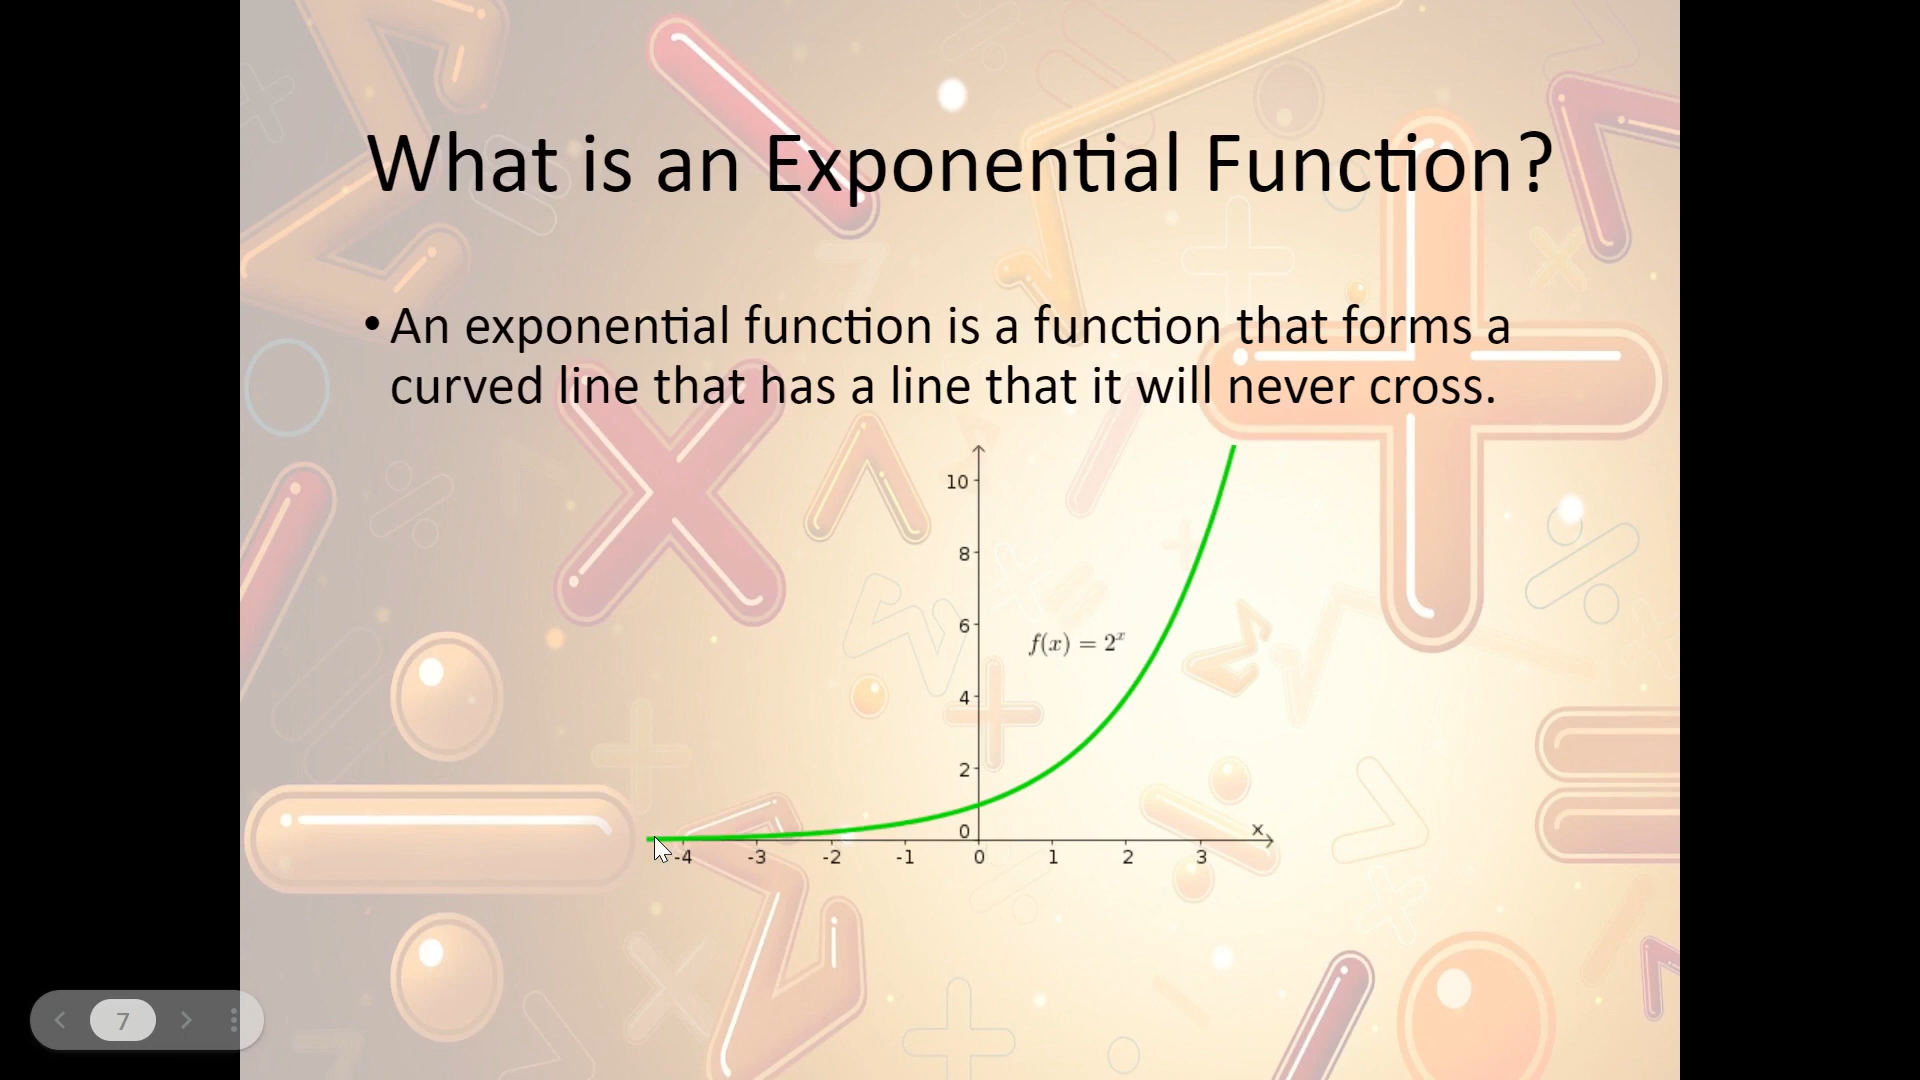 What is an Exponential Function?
• An exponential function is a function that forms a
curved line that has a line that it will never cross.
10
8
6
f(x) = 2^x
4
2
0
x
-4 -3 -2 -1 0 1 2 3
7